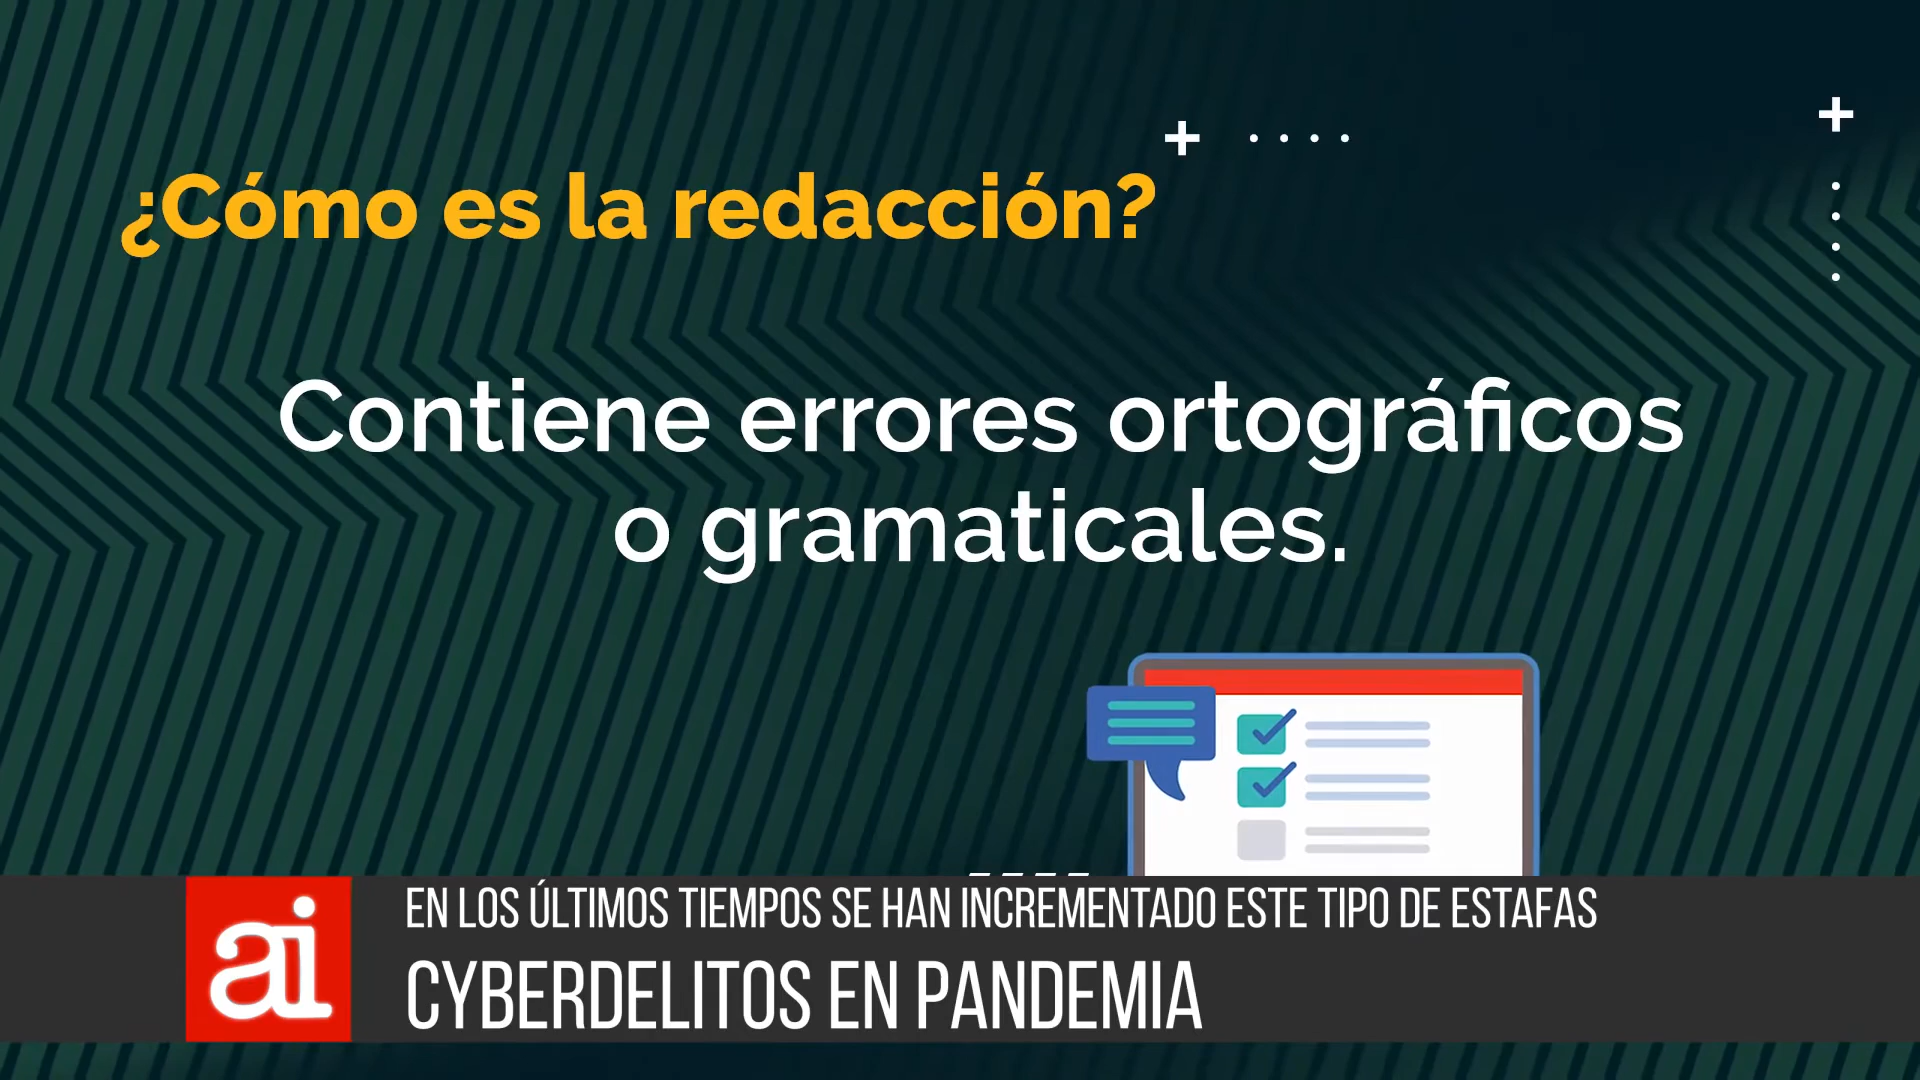 ¿Cómo es la redacción?
Contiene errores ortográficos
o gramaticales.
ai
EN LOS ÚLTIMOS TIEMPOS SE HAN INCREMENTADO ESTE TIPO DE ESTAFAS
CYBERDELITOS EN PANDEMIA